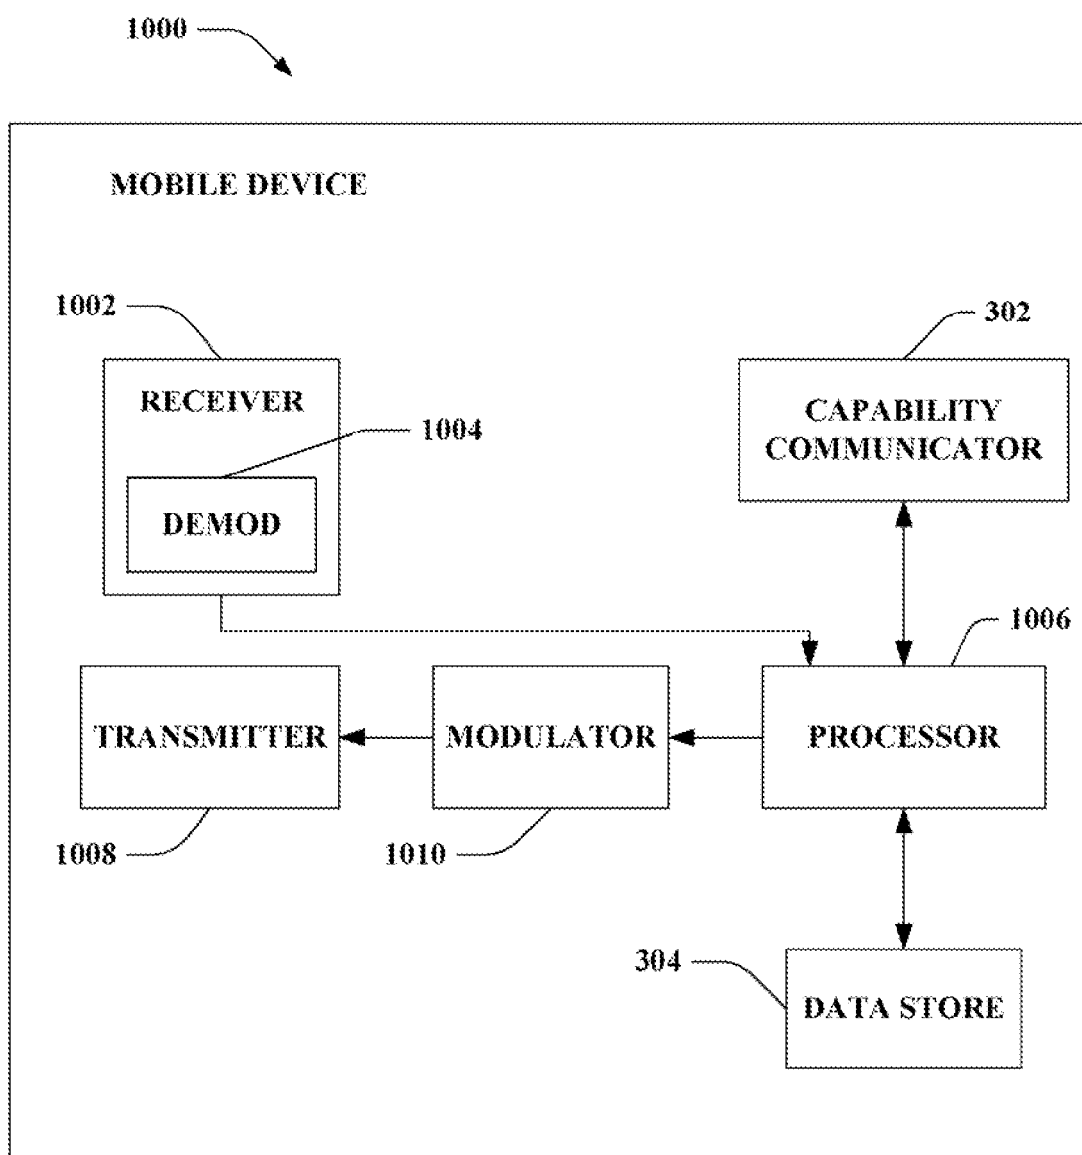 1000
MOBILE DEVICE
1002
302
RECEIVER
CAPABILITY
COMMUNICATOR
1004
DEMOD
1006
TRANSMITTER
MODULATOR
PROCESSOR
1008
1010
304
DATA STORE